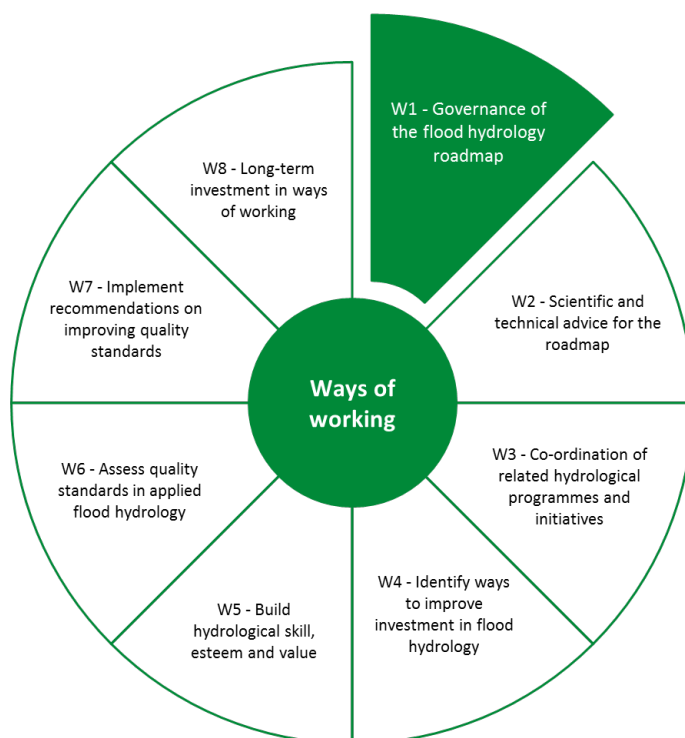 W1 - Governance of
the flood hydrology
roadmap
W2 - Scientific and
technical advice for the
roadmap
W3 - Co-ordination of
related hydrological
programmes and
initiatives
W4 - Identify ways
to improve
investment in flood
hydrology
W5 - Build
hydrological skill,
esteem and value
W6 - Assess quality
standards in applied
flood hydrology
W7 - Implement
recommendations on
improving quality
standards
W8 - Long-term
investment in ways
of working
Ways of
working